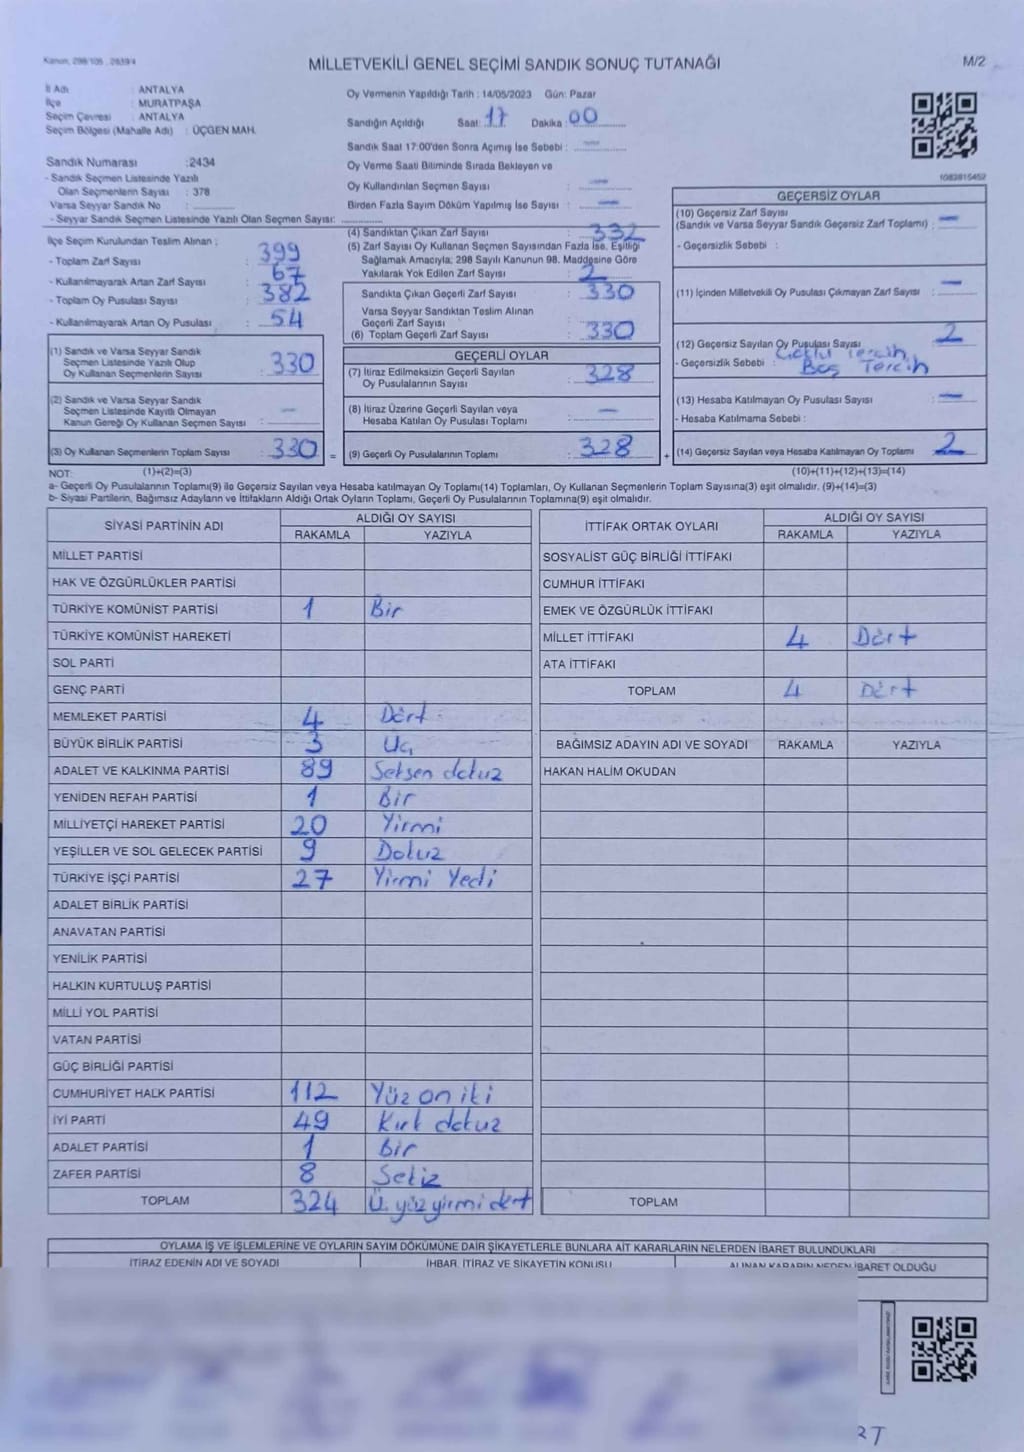 Kanun, 298/105 , 2839/4
MİLLETVEKİLİ GENEL SEÇİMİ SANDIK SONUÇ TUTANAĞI
M/2
İl Adı : ANTALYA
İlçe : MURATPAŞA
Seçim Çevresi : ANTALYA
Seçim Bölgesi (Mahalle Adı) : ÜÇGEN MAH.
Sandık Numarası :2434
- Sandık Seçmen Listesinde Yazılı
Olan Seçmenlerin Sayısı : 378
Varsa Seyyar Sandık No :
- Seyyar Sandık Seçmen Listesinde Yazılı Olan Seçmen Sayısı:
İlçe Seçim Kurulundan Teslim Alınan ;
- Toplam Zarf Sayısı : 399
- Kullanılmayarak Artan Zarf Sayısı : 67
- Toplam Oy Pusulası Sayısı : 382
- Kullanılmayarak Artan Oy Pusulası : 54
(1) Sandık ve Varsa Seyyar Sandık
Seçmen Listesinde Yazılı Olup
Oy Kullanan Seçmenlerin Sayısı : 330
(2) Sandık ve Varsa Seyyar Sandık
Seçmen Listesinde Kayıtlı Olmayan
Kanun Gereği Oy Kullanan Seçmen Sayısı : —
(3) Oy Kullanan Seçmenlerin Toplam Sayısı : 330 =
Oy Vermenin Yapıldığı Tarih : 14/05/2023 Gün: Pazar
Sandığın Açıldığı Saat: 17 Dakika : 00
Sandık Saat 17:00'den Sonra Açımış İse Sebebi : —
Oy Verme Saati Bitiminde Sırada Bekleyen ve
Oy Kullandırılan Seçmen Sayısı : —
Birden Fazla Sayım Döküm Yapılmış İse Sayısı : —
(4) Sandıktan Çıkan Zarf Sayısı : 332
(5) Zarf Sayısı Oy Kullanan Seçmen Sayısından Fazla İse, Eşitliği
Sağlamak Amacıyla, 298 Sayılı Kanunun 98. Maddesine Göre
Yakılarak Yok Edilen Zarf Sayısı : 2
Sandıkta Çıkan Geçerli Zarf Sayısı : 330
Varsa Seyyar Sandıktan Teslim Alınan
Geçerli Zarf Sayısı :
(6) Toplam Geçerli Zarf Sayısı : 330
GEÇERLİ OYLAR
(7) İtiraz Edilmeksizin Geçerli Sayılan
Oy Pusulalarının Sayısı : 328
(8) İtiraz Üzerine Geçerli Sayılan veya
Hesaba Katılan Oy Pusulası Toplamı : —
(9) Geçerli Oy Pusulalarının Toplamı : 328 +
1082815452
GEÇERSİZ OYLAR
(10) Geçersiz Zarf Sayısı
(Sandık ve Varsa Seyyar Sandık Geçersiz Zarf Toplamı) : —
- Geçersizlik Sebebi :
(11) İçinden Milletvekili Oy Pusulası Çıkmayan Zarf Sayısı : —
(12) Geçersiz Sayılan Oy Pusulası Sayısı : 2
- Geçersizlik Sebebi : Çoklu Tercih
Boş Tercih
(13) Hesaba Katılmayan Oy Pusulası Sayısı : —
- Hesaba Katılmama Sebebi :
(14) Geçersiz Sayılan veya Hesaba Katılmayan Oy Toplamı 2
NOT: (1)+(2)=(3) (10)+(11)+(12)+(13)=(14)
a- Geçerli Oy Pusulalarının Toplamı(9) ile Geçersiz Sayılan veya Hesaba katılmayan Oy Toplamı(14) Toplamları, Oy Kullanan Seçmenlerin Toplam Sayısına(3) eşit olmalıdır. (9)+(14)=(3)
b- Siyasi Partilerin, Bağımsız Adayların ve İttifakların Aldığı Ortak Oyların Toplamı, Geçerli Oy Pusulalarının Toplamına(9) eşit olmalıdır.
SİYASİ PARTİNİN ADI ALDIĞI OY SAYISI
RAKAMLA YAZIYLA
MİLLET PARTİSİ
HAK VE ÖZGÜRLÜKLER PARTİSİ
TÜRKİYE KOMÜNİST PARTİSİ 1 Bir
TÜRKİYE KOMÜNİST HAREKETİ
SOL PARTİ
GENÇ PARTİ
MEMLEKET PARTİSİ 4 Dört
BÜYÜK BİRLİK PARTİSİ 3 Üç
ADALET VE KALKINMA PARTİSİ 89 Seksen dokuz
YENİDEN REFAH PARTİSİ 1 Bir
MİLLİYETÇİ HAREKET PARTİSİ 20 Yirmi
YEŞİLLER VE SOL GELECEK PARTİSİ 9 Dokuz
TÜRKİYE İŞÇİ PARTİSİ 27 Yirmi Yedi
ADALET BİRLİK PARTİSİ
ANAVATAN PARTİSİ
YENİLİK PARTİSİ
HALKIN KURTULUŞ PARTİSİ
MİLLİ YOL PARTİSİ
VATAN PARTİSİ
GÜÇ BİRLİĞİ PARTİSİ
CUMHURİYET HALK PARTİSİ 112 Yüz on iki
İYİ PARTİ 49 Kırk dokuz
ADALET PARTİSİ 1 Bir
ZAFER PARTİSİ 8 Sekiz
TOPLAM 324 Üç yüz yirmi dört
İTTİFAK ORTAK OYLARI ALDIĞI OY SAYISI
RAKAMLA YAZIYLA
SOSYALİST GÜÇ BİRLİĞİ İTTİFAKI
CUMHUR İTTİFAKI
EMEK VE ÖZGÜRLÜK İTTİFAKI
MİLLET İTTİFAKI 4 Dört
ATA İTTİFAKI
TOPLAM 4 Dört
BAĞIMSIZ ADAYIN ADI VE SOYADI RAKAMLA YAZIYLA
HAKAN HALİM OKUDAN
TOPLAM
OYLAMA İŞ VE İŞLEMLERİNE VE OYLARIN SAYIM DÖKÜMÜNE DAİR ŞİKAYETLERLE BUNLARA AİT KARARLARIN NELERDEN İBARET BULUNDUKLARI
İTİRAZ EDENİN ADI VE SOYADI İHBAR, İTİRAZ VE ŞİKAYETİN KONUSU ALINAN KARARIN NEDEN İBARET OLDUĞU